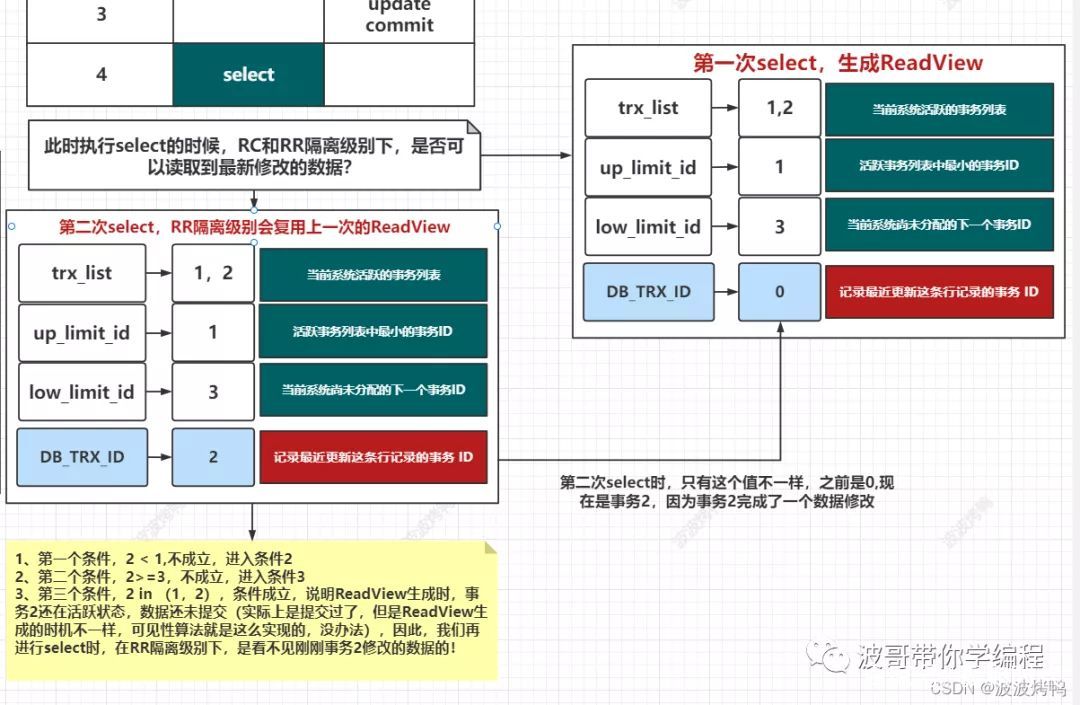 3
update
commit
4
select
此时执行select的时候，RC和RR隔离级别下，是否可
以读取到最新修改的数据？
第一次select，生成ReadView
trx_list
1,2
当前系统活跃的事务列表
up_limit_id
1
活跃事务列表中最小的事务ID
low_limit_id
3
当前系统尚未分配的下一个事务ID
DB_TRX_ID
0
记录最近更新这条行记录的事务 ID
第二次select，RR隔离级别会复用上一次的ReadView
trx_list
1，2
当前系统活跃的事务列表
up_limit_id
1
活跃事务列表中最小的事务ID
low_limit_id
3
当前系统尚未分配的下一个事务ID
DB_TRX_ID
2
记录最近更新这条行记录的事务 ID
第二次select时，只有这个值不一样，之前是0,现
在是事务2，因为事务2完成了一个数据修改
1、第一个条件，2 < 1,不成立，进入条件2
2、第二个条件，2>=3，不成立，进入条件3
3、第三个条件，2 in （1，2），条件成立，说明ReadView生成时，事
务2还在活跃状态，数据还未提交（实际上是提交过了，但是ReadView生
成的时机不一样，可见性算法就是这么实现的，没办法），因此，我们再
进行select时，在RR隔离级别下，是看不见刚刚事务2修改的数据的！
波哥带你学编程
CSDN @波波烤鸭